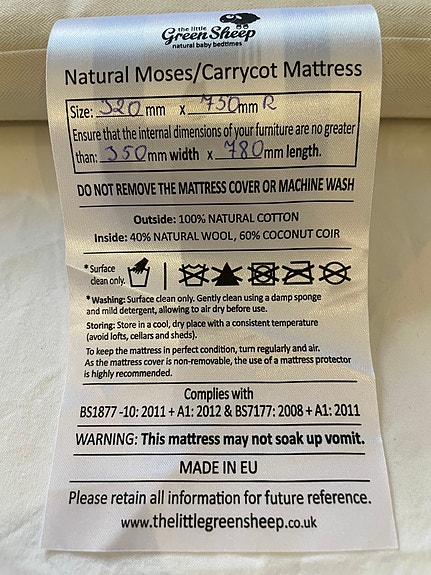 the little
Green Sheep
natural baby bedtimes
Natural Moses/Carrycot Mattress
Size: 320 mm x 750mm R
Ensure that the internal dimensions of your furniture are no greater
than: 350mm width x 780mm length.
DO NOT REMOVE THE MATTRESS COVER OR MACHINE WASH
Outside: 100% NATURAL COTTON
Inside: 40% NATURAL WOOL, 60% COCONUT COIR
* Surface
clean only.
* Washing: Surface clean only. Gently clean using a damp sponge
and mild detergent, allowing to air dry before use.
Storing: Store in a cool, dry place with a consistent temperature
(avoid lofts, cellars and sheds).
To keep the mattress in perfect condition, turn regularly and air.
As the mattress cover is non-removable, the use of a mattress protector
is highly recommended.
Complies with
BS1877 -10: 2011 + A1: 2012 & BS7177: 2008 + A1: 2011
WARNING: This mattress may not soak up vomit.
MADE IN EU
Please retain all information for future reference.
www.thelittlegreensheep.co.uk